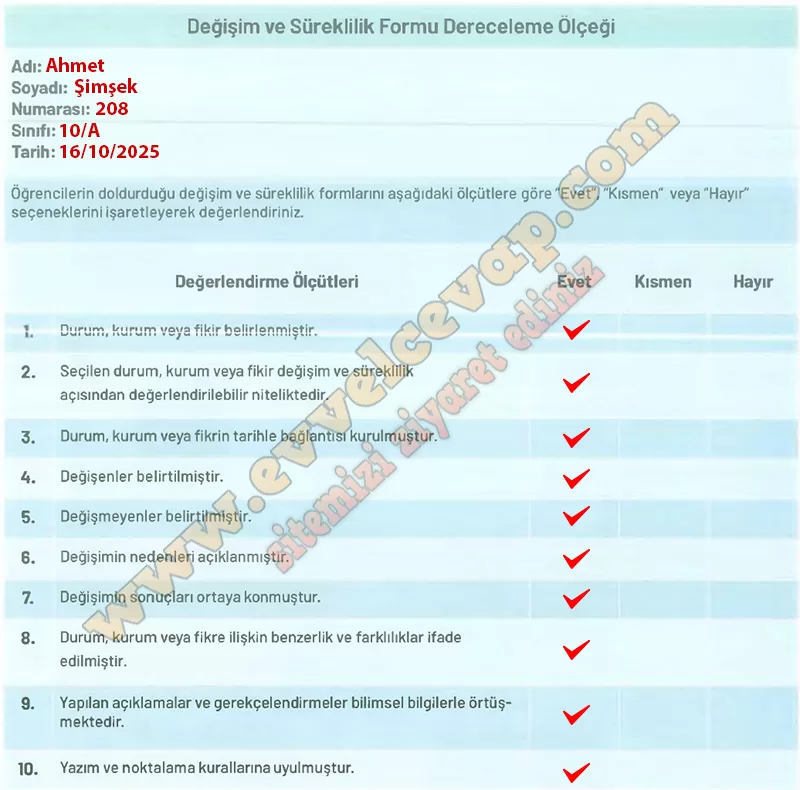 Değişim ve Süreklilik Formu Dereceleme Ölçeği
Adı: Ahmet
Soyadı: Şimşek
Numarası: 208
Sınıfı: 10/A
Tarih: 16/10/2025
Öğrencilerin doldurduğu değişim ve süreklilik formlarını aşağıdaki ölçütlere göre "Evet", "Kısmen" veya "Hayır"
seçeneklerini işaretleyerek değerlendiriniz.
Değerlendirme Ölçütleri Evet Kısmen Hayır
1. Durum, kurum veya fikir belirlenmiştir.
2. Seçilen durum, kurum veya fikir değişim ve süreklilik
açısından değerlendirilebilir niteliktedir.
3. Durum, kurum veya fikrin tarihle bağlantısı kurulmuştur.
4. Değişenler belirtilmiştir.
5. Değişmeyenler belirtilmiştir.
6. Değişimin nedenleri açıklanmıştır.
7. Değişimin sonuçları ortaya konmuştur.
8. Durum, kurum veya fikre ilişkin benzerlik ve farklılıklar ifade
edilmiştir.
9. Yapılan açıklamalar ve gerekçelendirmeler bilimsel bilgilerle örtüş-
mektedir.
10. Yazım ve noktalama kurallarına uyulmuştur.
www.evvelcevap.com
sitemizi ziyaret ediniz